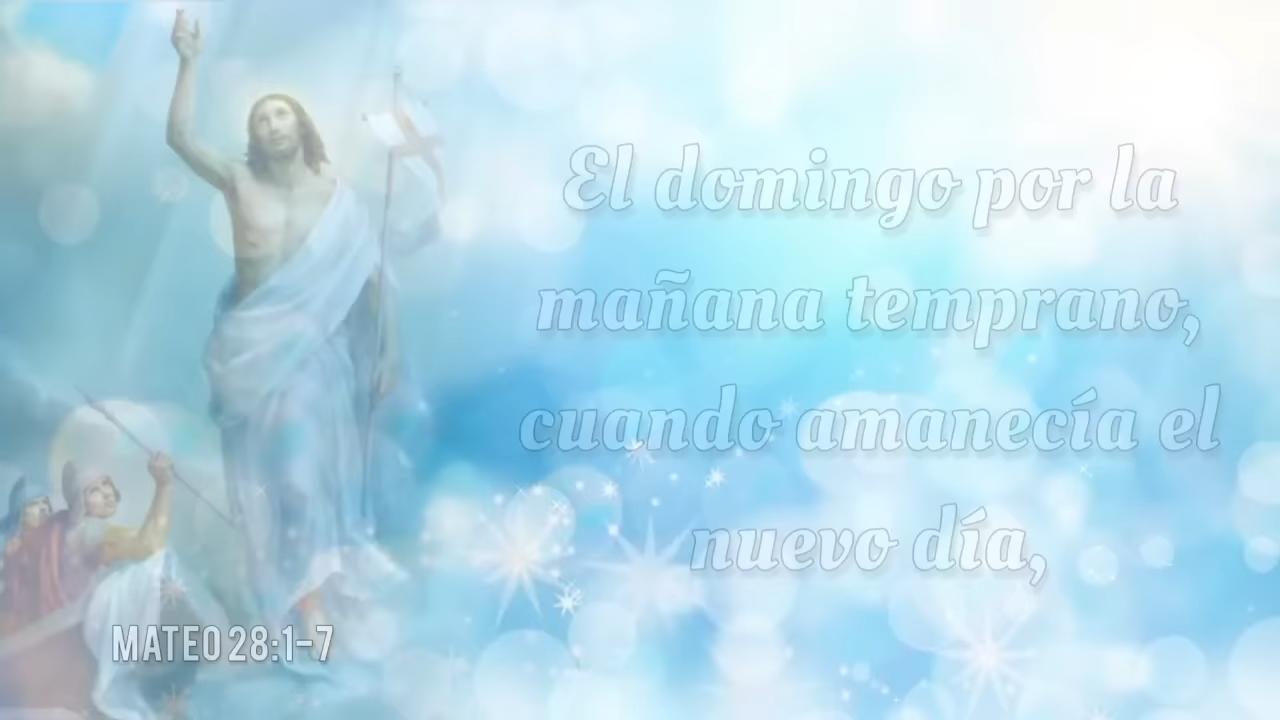 El domingo por la
mañana temprano,
cuando amanecía el
nuevo día,
MATEO 28:1-7